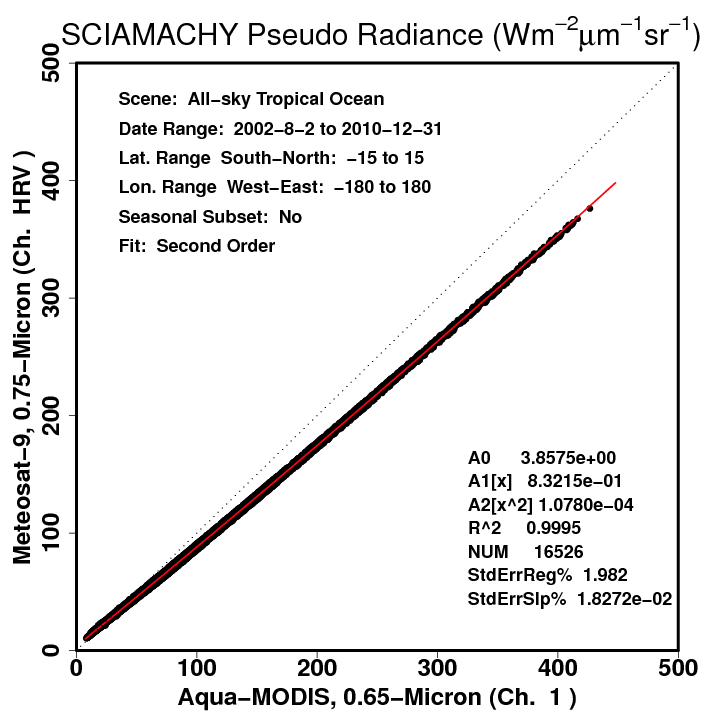 SCIAMACHY Pseudo Radiance (Wm−2μm−1sr−1)
Scene: All−sky Tropical Ocean
Date Range: 2002−8−2 to 2010−12−31
Lat. Range South−North: −15 to 15
Lon. Range West−East: −180 to 180
Seasonal Subset: No
Fit: Second Order
Meteosat−9, 0.75−Micron (Ch. HRV )
500
400
300
200
100
0
A0 3.8575e+00
A1[x] 8.3215e−01
A2[x^2] 1.0780e−04
R^2 0.9995
NUM 16526
StdErrReg% 1.982
StdErrSlp% 1.8272e−02
0 100 200 300 400 500
Aqua−MODIS, 0.65−Micron (Ch. 1 )